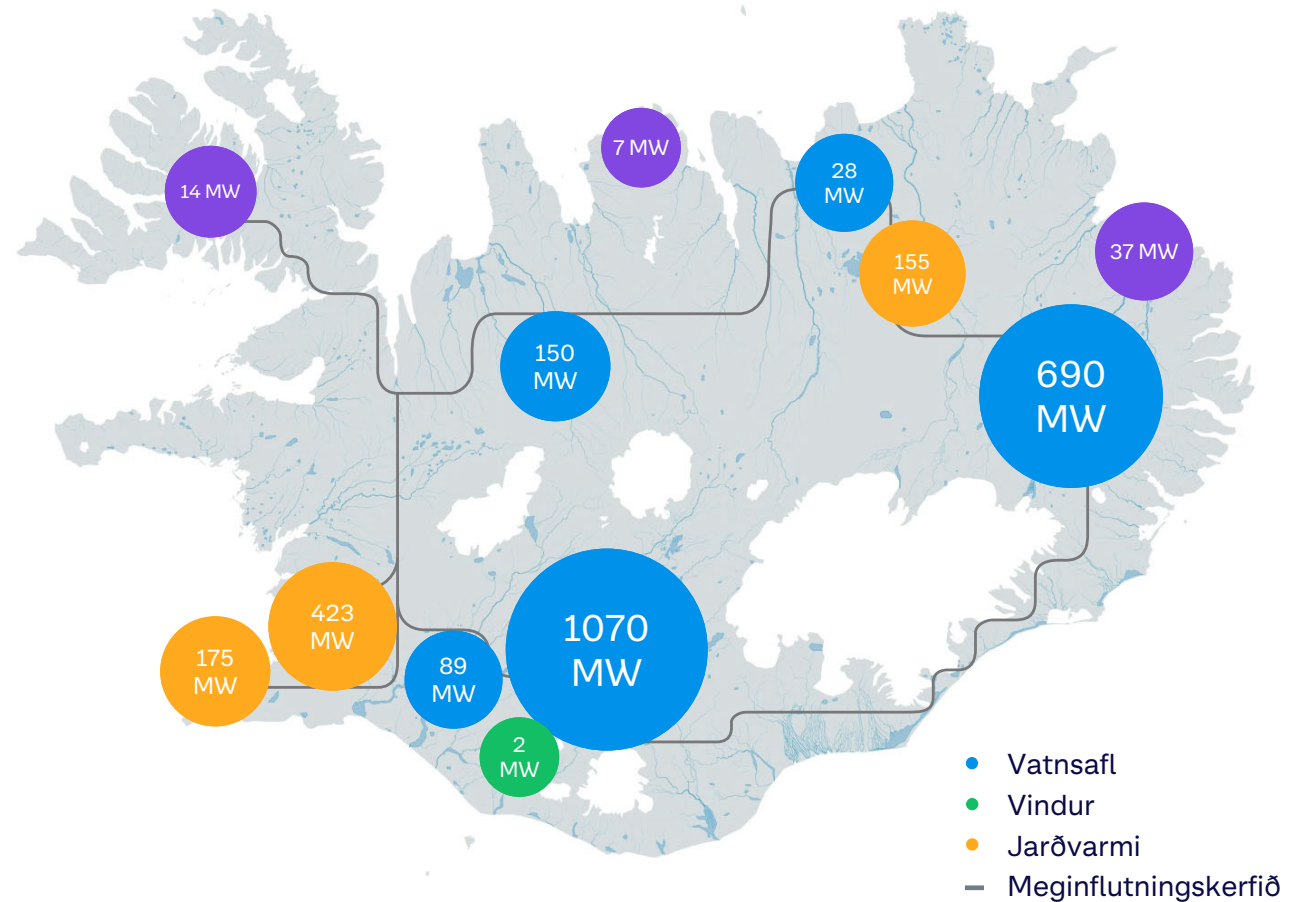 7 MW
14 MW
28
MW
37 MW
155
MW
150
MW
690
MW
423
MW
1070
MW
175
MW
89
MW
2
MW
Vatnsafl
Vindur
Jarðvarmi
Meginflutningskerfið